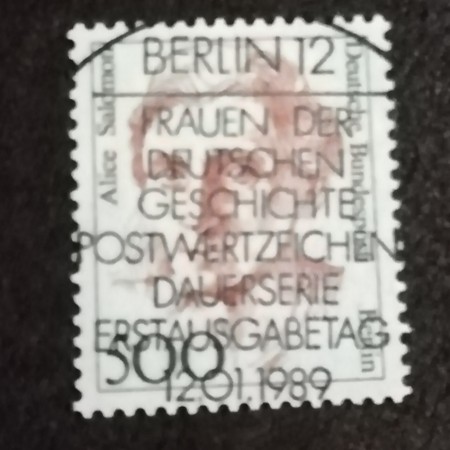 BERLIN 12
FRAUEN DER
DEUTSCHEN
GESCHICHTE
POSTWERTZEICHEN
DAUERSERIE
ERSTAUSGABETAG
12.01.1989
Alice Salomon
Deutsche Bundespost Berlin
500